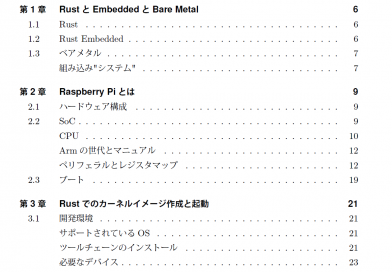 第1章 Rust と Embedded と Bare Metal 6
1.1 Rust . . . . . . . . . . . . . . . . . . . . . . . . . . . . . . 6
1.2 Rust Embedded . . . . . . . . . . . . . . . . . . . . . . . . . 6
1.3 ベアメタル . . . . . . . . . . . . . . . . . . . . . . . . . . . 7
組み込み"システム" . . . . . . . . . . . . . . . . . . . . . . . 7
第2章 Raspberry Pi とは 9
2.1 ハードウェア構成 . . . . . . . . . . . . . . . . . . . . . . . . 9
2.2 SoC . . . . . . . . . . . . . . . . . . . . . . . . . . . . . . 9
CPU . . . . . . . . . . . . . . . . . . . . . . . . . . . . . . 10
Arm の世代とマニュアル . . . . . . . . . . . . . . . . . . . . . 12
ペリフェラルとレジスタマップ . . . . . . . . . . . . . . . . . . 12
2.3 ブート . . . . . . . . . . . . . . . . . . . . . . . . . . . . . 19
第3章 Rust でのカーネルイメージ作成と起動 21
3.1 開発環境 . . . . . . . . . . . . . . . . . . . . . . . . . . . . 21
サポートされている OS . . . . . . . . . . . . . . . . . . . . . . 21
ツールチェーンのインストール . . . . . . . . . . . . . . . . . . 21
必要なデバイス . . . . . . . . . . . . . . . . . . . . . . . . . 23